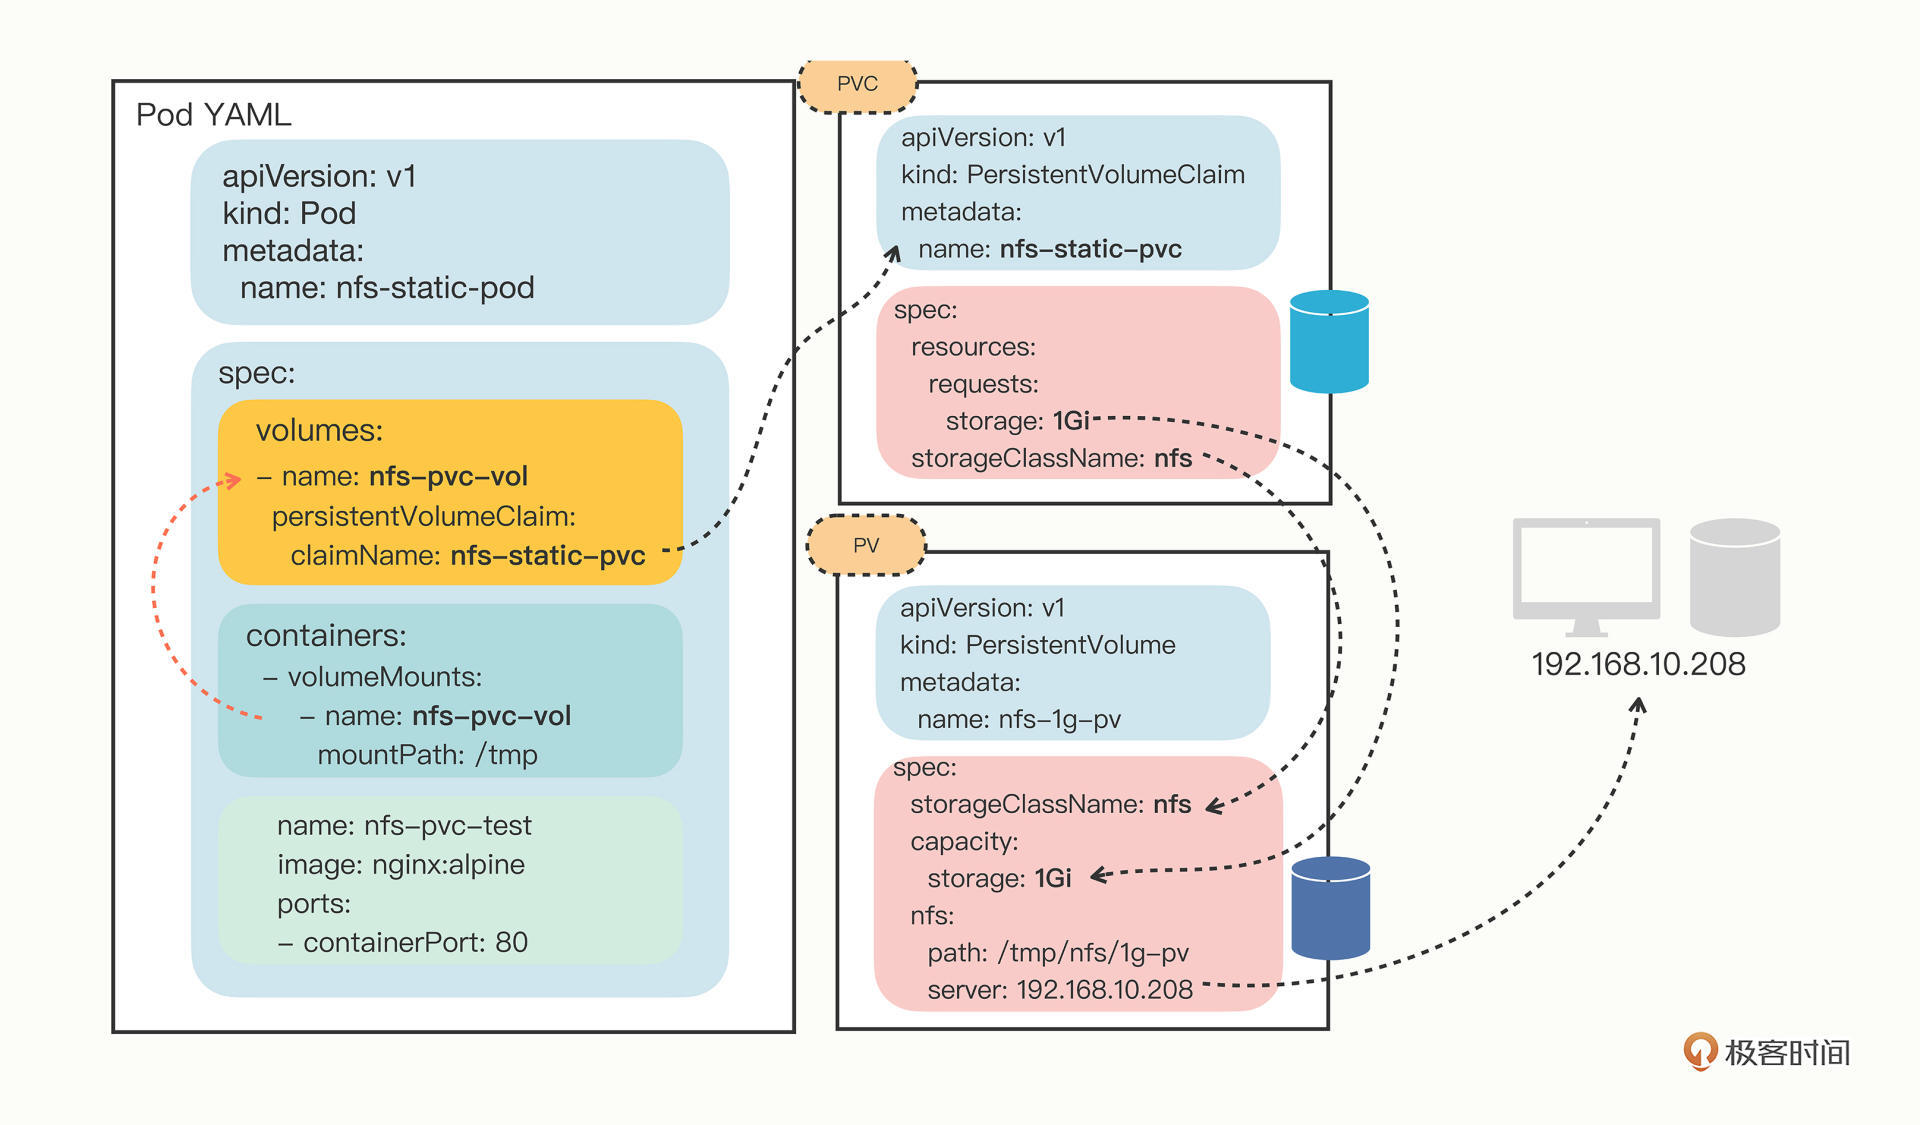 Pod YAML
apiVersion: v1
kind: Pod
metadata:
name: nfs-static-pod
spec:
volumes:
- name: nfs-pvc-vol
persistentVolumeClaim:
claimName: nfs-static-pvc
containers:
- volumeMounts:
- name: nfs-pvc-vol
mountPath: /tmp
name: nfs-pvc-test
image: nginx:alpine
ports:
- containerPort: 80
PVC
apiVersion: v1
kind: PersistentVolumeClaim
metadata:
name: nfs-static-pvc
spec:
resources:
requests:
storage: 1Gi
storageClassName: nfs
PV
apiVersion: v1
kind: PersistentVolume
metadata:
name: nfs-1g-pv
spec:
storageClassName: nfs
capacity:
storage: 1Gi
nfs:
path: /tmp/nfs/1g-pv
server: 192.168.10.208
192.168.10.208
极客时间